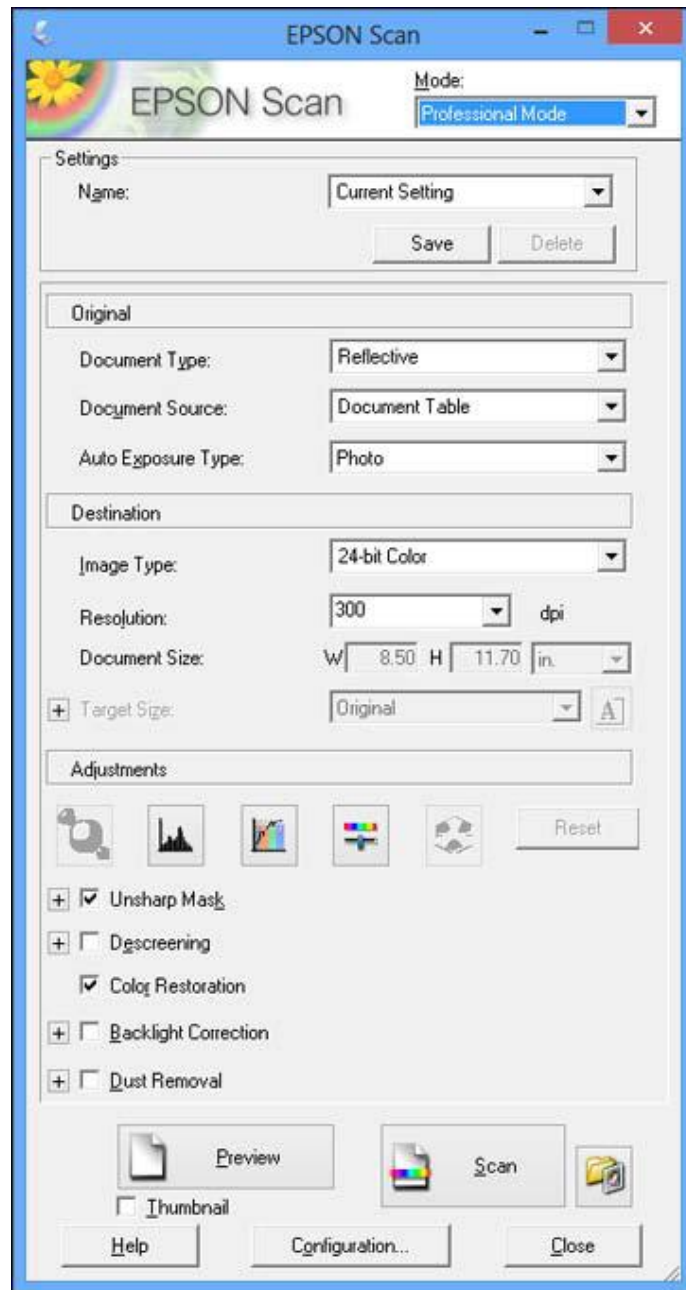 EPSON Scan
EPSON Scan
Mode:
Professional Mode
Settings
Name:
Current Setting
Save
Delete
Original
Document Type:
Reflective
Document Source:
Document Table
Auto Exposure Type:
Photo
Destination
Image Type:
24-bit Color
Resolution:
300
dpi
Document Size:
W 8.50 H 11.70 in.
Target Size:
Original
A
Adjustments
Reset
Unsharp Mask
Descreening
Color Restoration
Backlight Correction
Dust Removal
Preview
Scan
Thumbnail
Help
Configuration...
Close